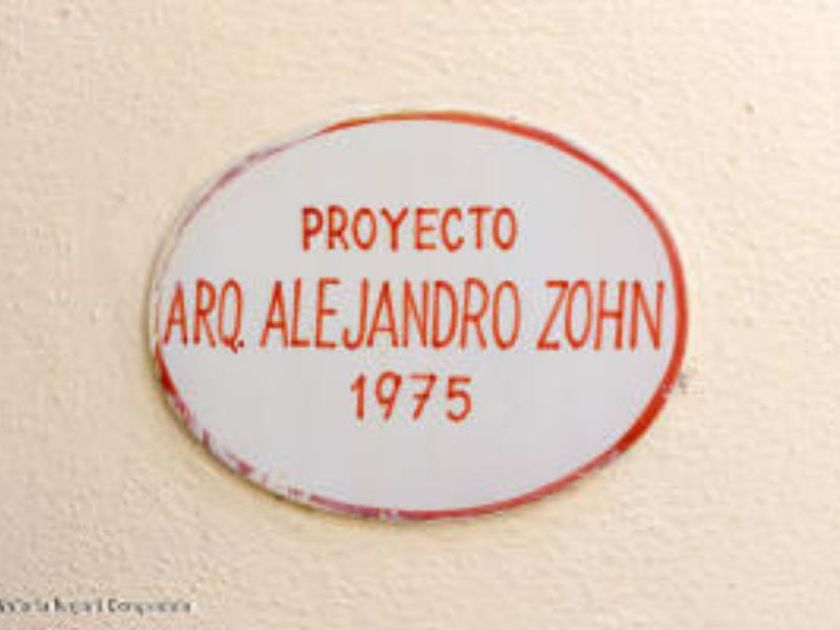 PROYECTO
ARQ. ALEJANDRO ZOHN
1975